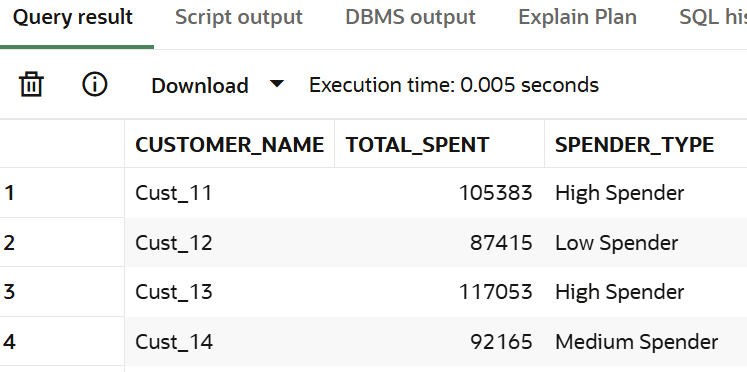 Query result Script output DBMS output Explain Plan SQL
Download Execution time: 0.005 seconds
CUSTOMER_NAME TOTAL_SPENT SPENDER_TYPE
1 Cust_11 105383 High Spender
2 Cust_12 87415 Low Spender
3 Cust_13 117053 High Spender
4 Cust_14 92165 Medium Spender